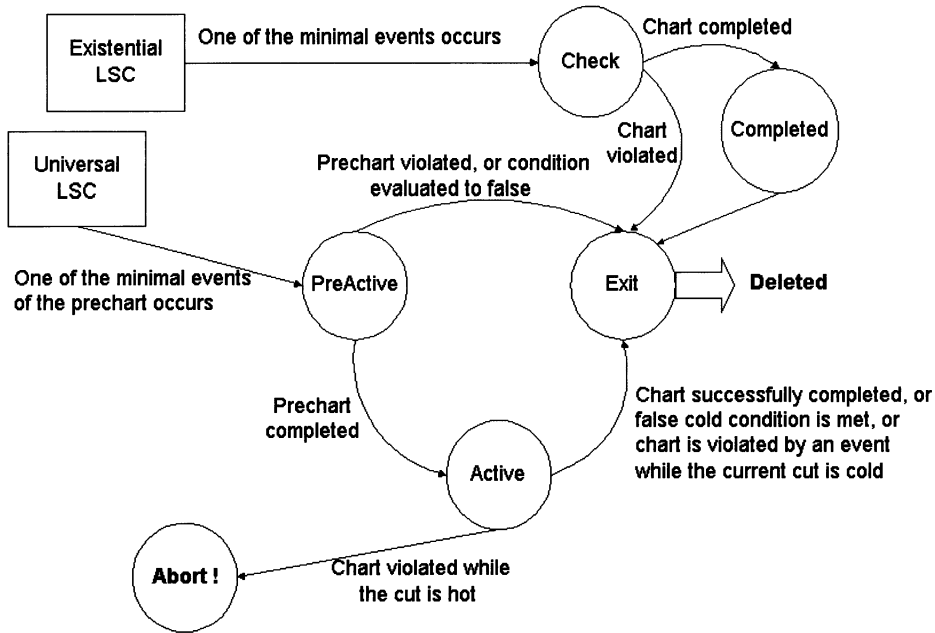 Existential
LSC
One of the minimal events occurs
Check
Chart completed
Completed
Chart
violated
Universal
LSC
Prechart violated, or condition
evaluated to false
One of the minimal events
of the prechart occurs
PreActive
Exit
Deleted
Prechart
completed
Chart successfully completed, or
false cold condition is met, or
chart is violated by an event
while the current cut is cold
Active
Abort !
Chart violated while
the cut is hot